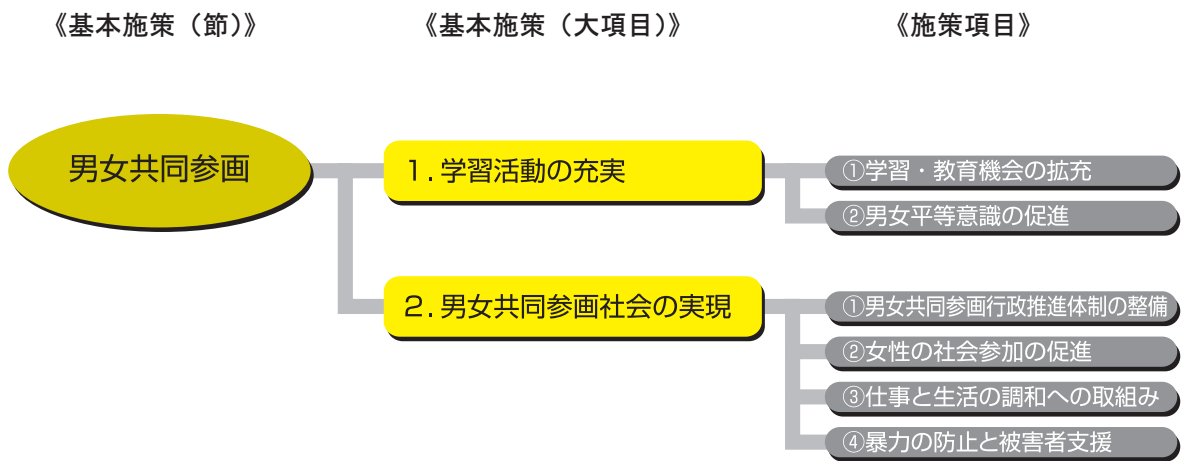 《基本施策（節）》
《基本施策（大項目）》
《施策項目》
男女共同参画
1. 学習活動の充実
①学習・教育機会の拡充
②男女平等意識の促進
2. 男女共同参画社会の実現
①男女共同参画行政推進体制の整備
②女性の社会参加の促進
③仕事と生活の調和への取組み
④暴力の防止と被害者支援